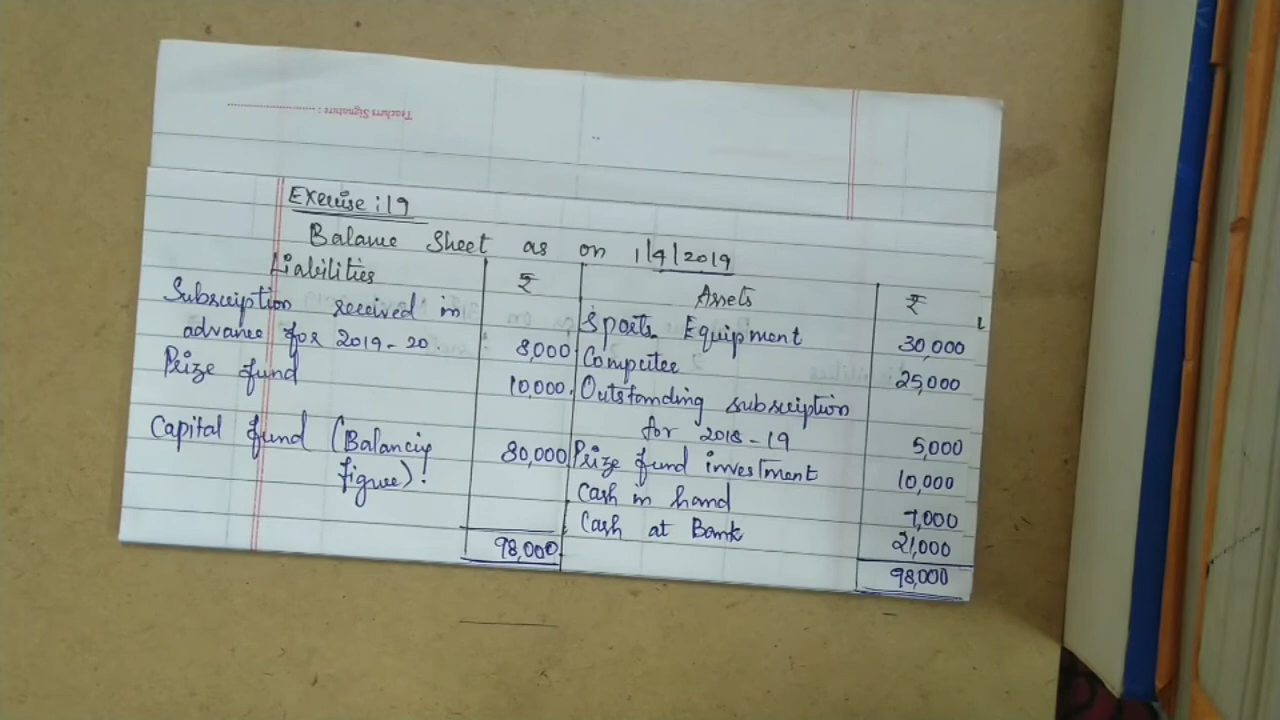 Teachers Signature : ........................
Exercise : 19
Balance Sheet as on 1/4/2019
Liabilities ₹ Assets ₹
Subscription received in Sports Equipment 30,000
advance for 2019-20. 8,000 Computer 25,000
Prize fund 10,000 Outstanding subscription
for 2018-19 5,000
Capital fund (Balancing 80,000 Prize fund investment 10,000
figure). Cash in hand 7,000
Cash at Bank 21,000
98,000 98,000